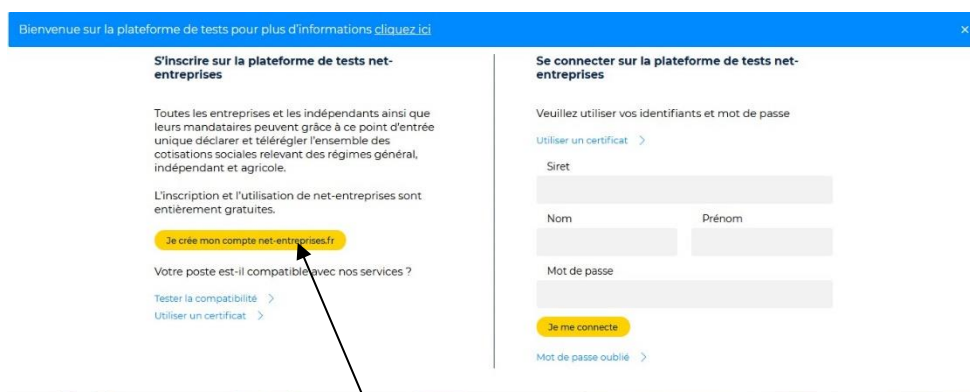 Bienvenue sur la plateforme de tests pour plus d'informations cliquez ici
×
S'inscrire sur la plateforme de tests net-
entreprises
Toutes les entreprises et les indépendants ainsi que
leurs mandataires peuvent grâce à ce point d'entrée
unique déclarer et télérégler l'ensemble des
cotisations sociales relevant des régimes général,
indépendant et agricole.
L'inscription et l'utilisation de net-entreprises sont
entièrement gratuites.
Je crée mon compte net-entreprises.fr
Votre poste est-il compatible avec nos services ?
Tester la compatibilité >
Utiliser un certificat >
Se connecter sur la plateforme de tests net-
entreprises
Veuillez utiliser vos identifiants et mot de passe
Utiliser un certificat >
Siret
Nom Prénom
Mot de passe
Je me connecte
Mot de passe oublié >